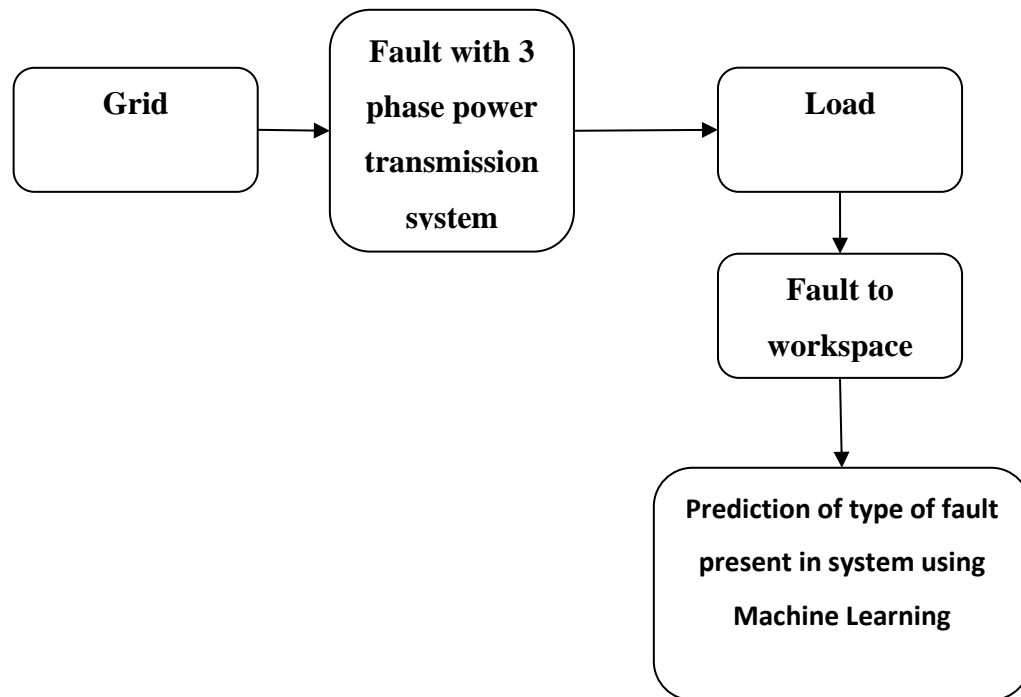 Grid
Fault with 3
phase power
transmission
system
Load
Fault to
workspace
Prediction of type of fault
present in system using
Machine Learning